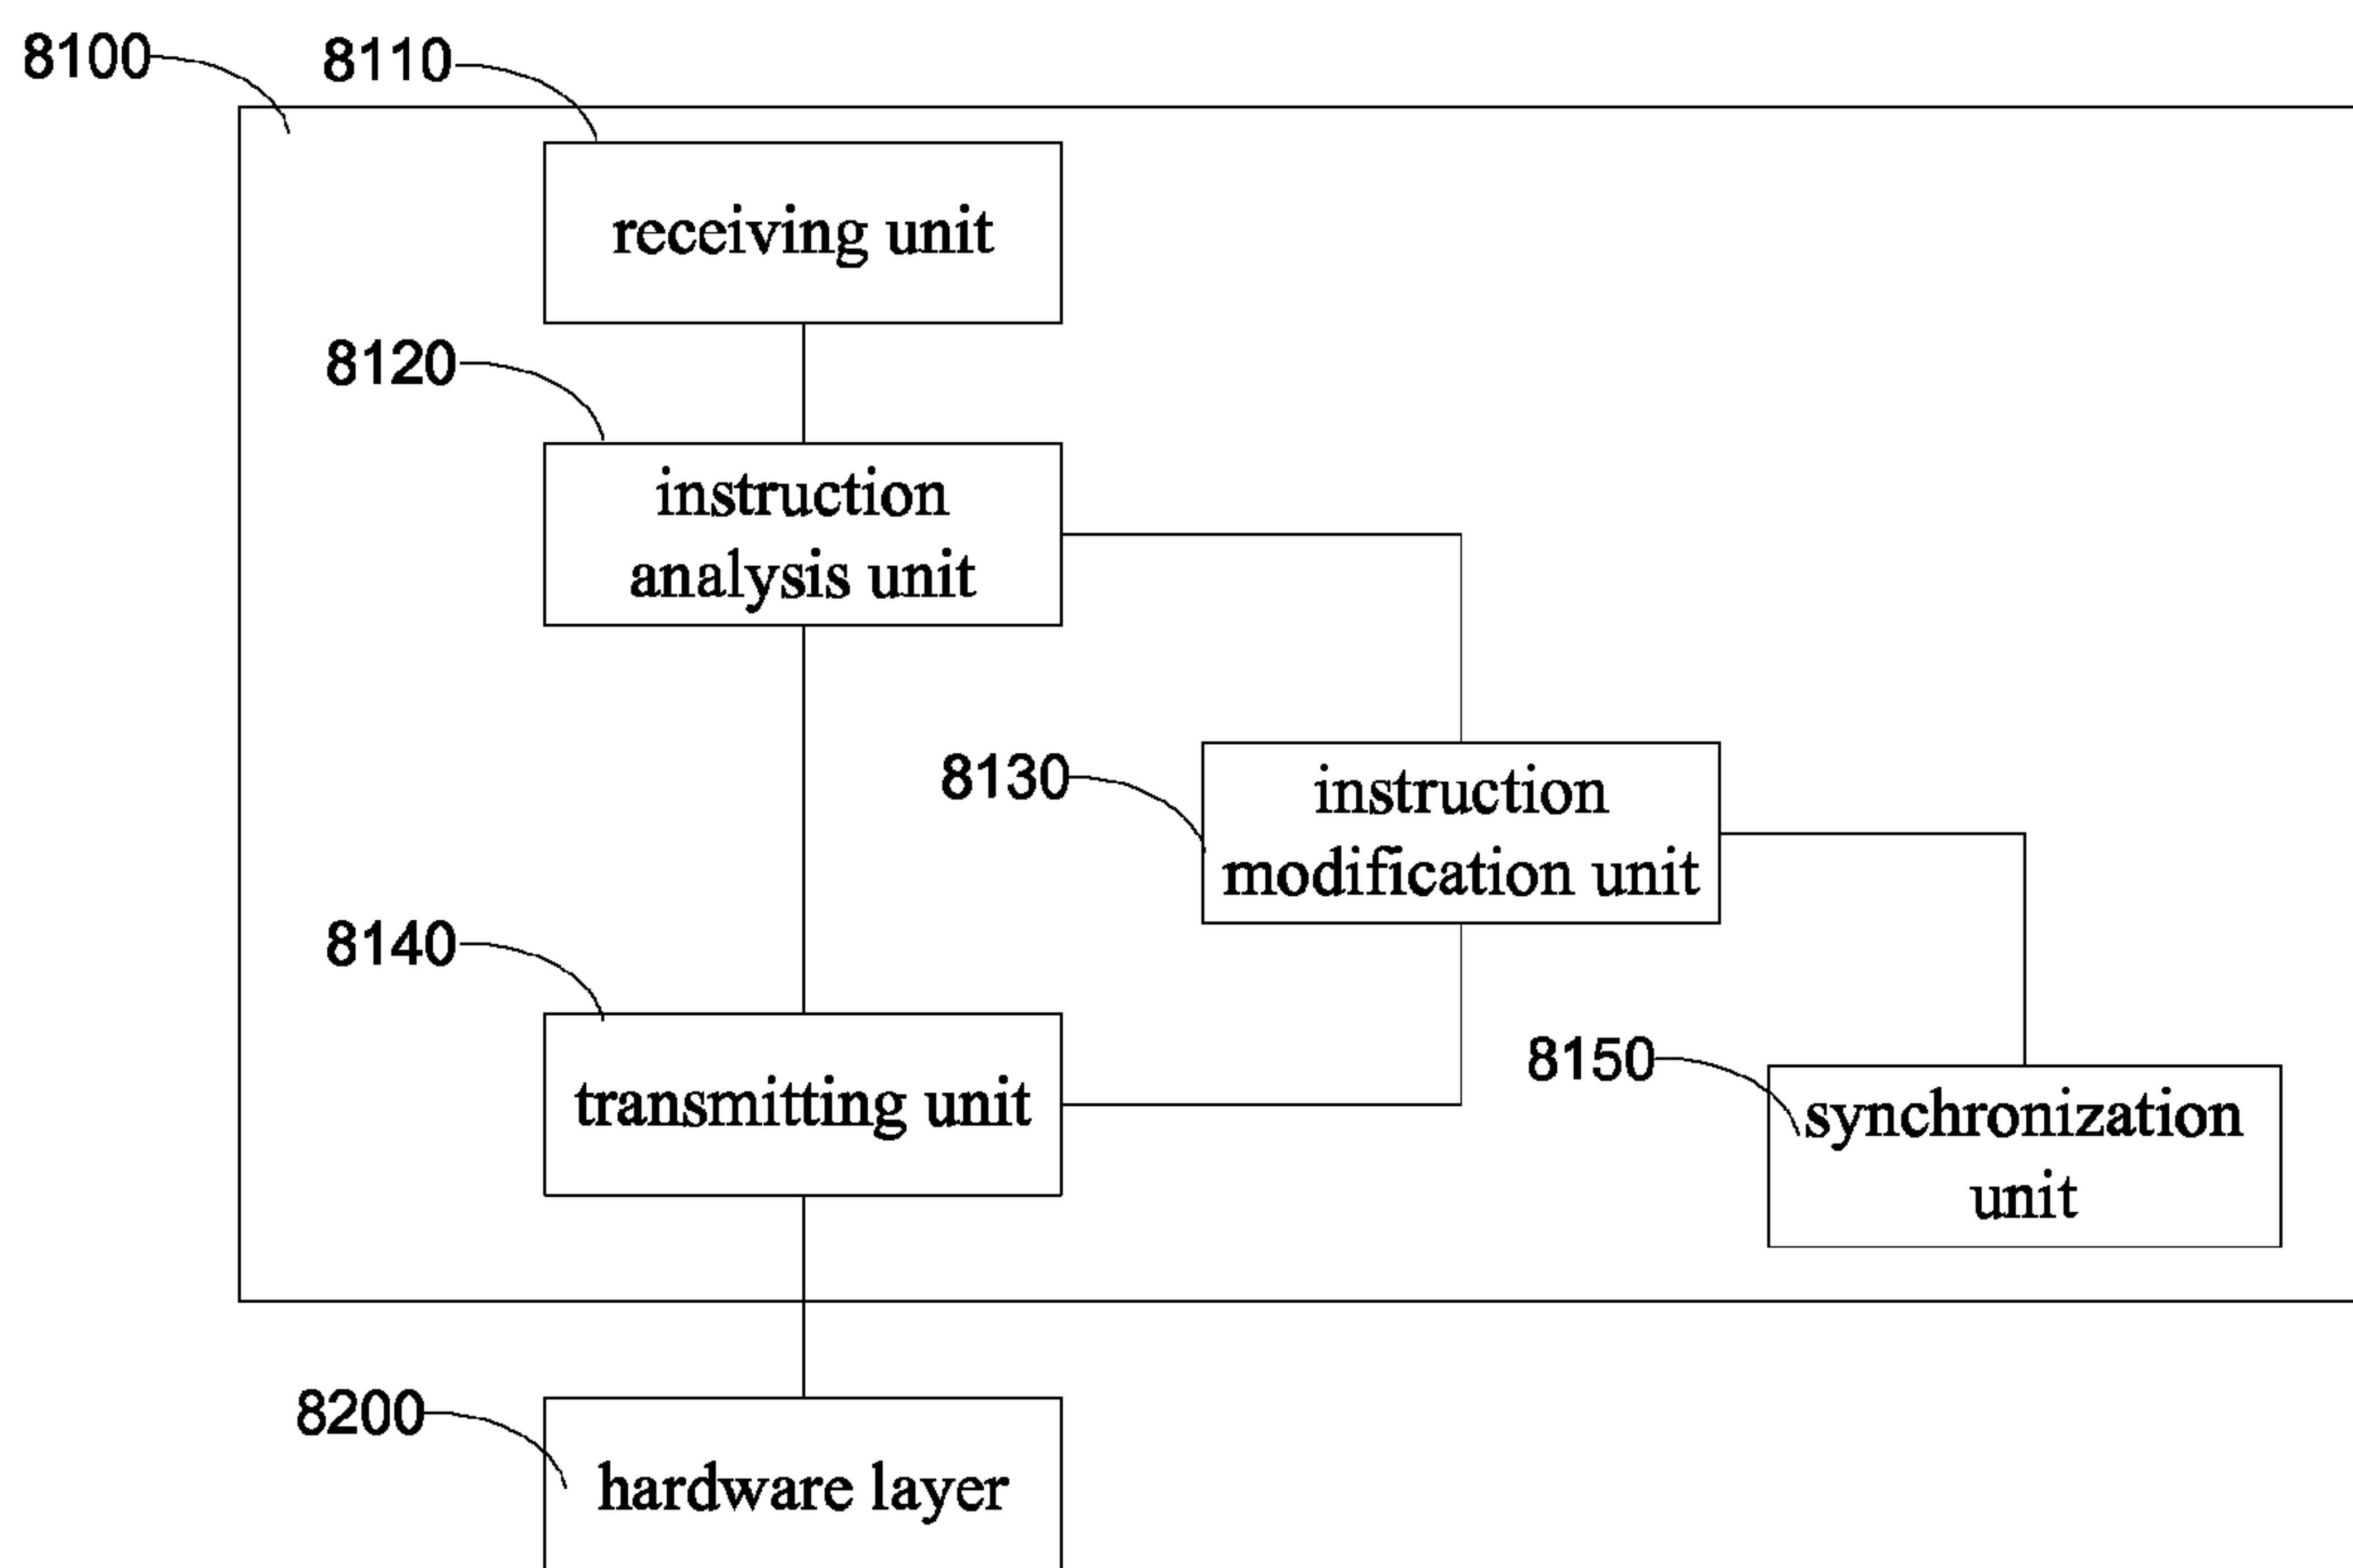 8100
8110
receiving unit
8120
instruction
analysis unit
8130
instruction
modification unit
8140
transmitting unit
8150
synchronization
unit
8200
hardware layer